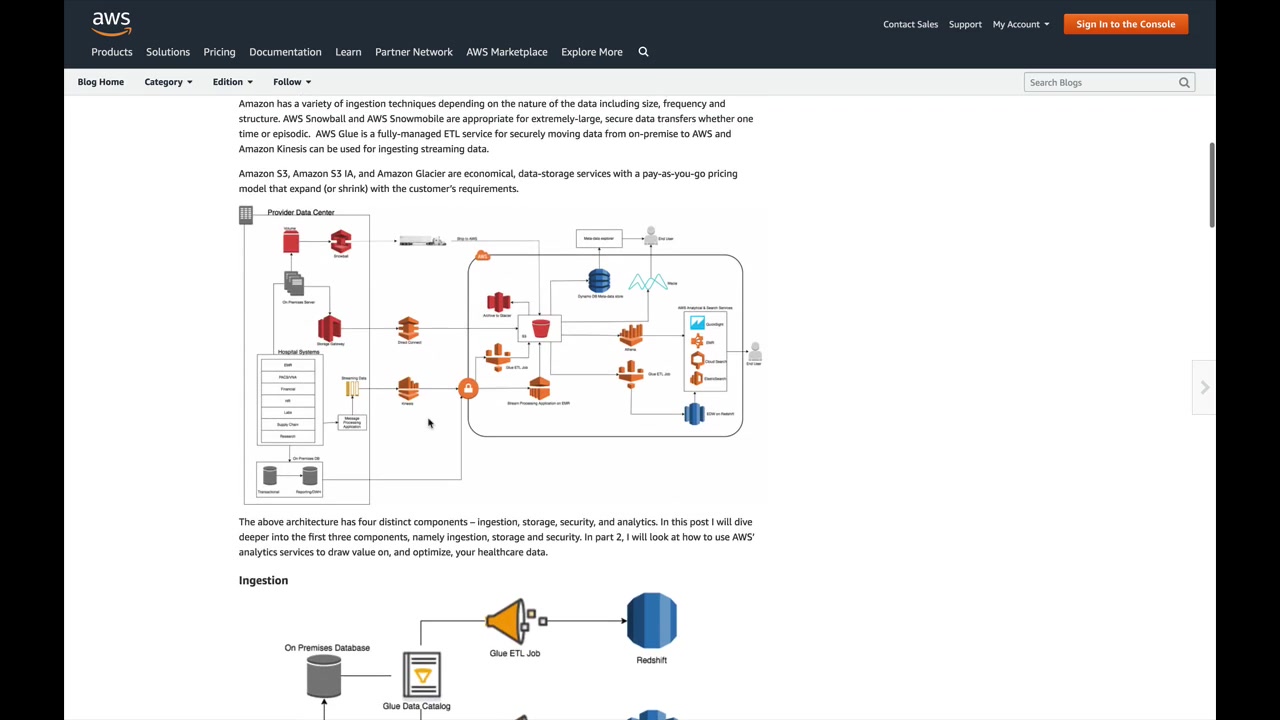 aws
Contact Sales Support My Account Sign In to the Console
Products Solutions Pricing Documentation Learn Partner Network AWS Marketplace Explore More
Blog Home Category Edition Follow Search Blogs
Amazon has a variety of ingestion techniques depending on the nature of the data including size, frequency and
structure. AWS Snowball and AWS Snowmobile are appropriate for extremely-large, secure data transfers whether one
time or episodic. AWS Glue is a fully-managed ETL service for securely moving data from on-premise to AWS and
Amazon Kinesis can be used for ingesting streaming data.
Amazon S3, Amazon S3 IA, and Amazon Glacier are economical, data-storage services with a pay-as-you-go pricing
model that expand (or shrink) with the customer's requirements.
Provider Data Center
Volume
Snowball
Ship to AWS
Meta-data explorer
End User
AWS
On Premises Server
Dynamo DB Meta-data store
Macie
Archive to Glacier
AWS Analytical & Search Services
Storage Gateway
Direct Connect
S3
Athena
QuickSight
EMR
Cloud Search
ElasticSearch
End User
Hospital Systems
EMR
PACS/VNA
Financial
HR
Labs
Supply Chain
Research
Streaming Data
Kinesis
Glue ETL Job
Glue ETL Job
Stream Processing Application on EMR
EDW on Redshift
Message
Processing
Application
On Premises DB
Transactional
Reporting/DWH
The above architecture has four distinct components – ingestion, storage, security, and analytics. In this post I will dive
deeper into the first three components, namely ingestion, storage and security. In part 2, I will look at how to use AWS'
analytics services to draw value on, and optimize, your healthcare data.
Ingestion
On Premises Database
Glue ETL Job
Redshift
Glue Data Catalog